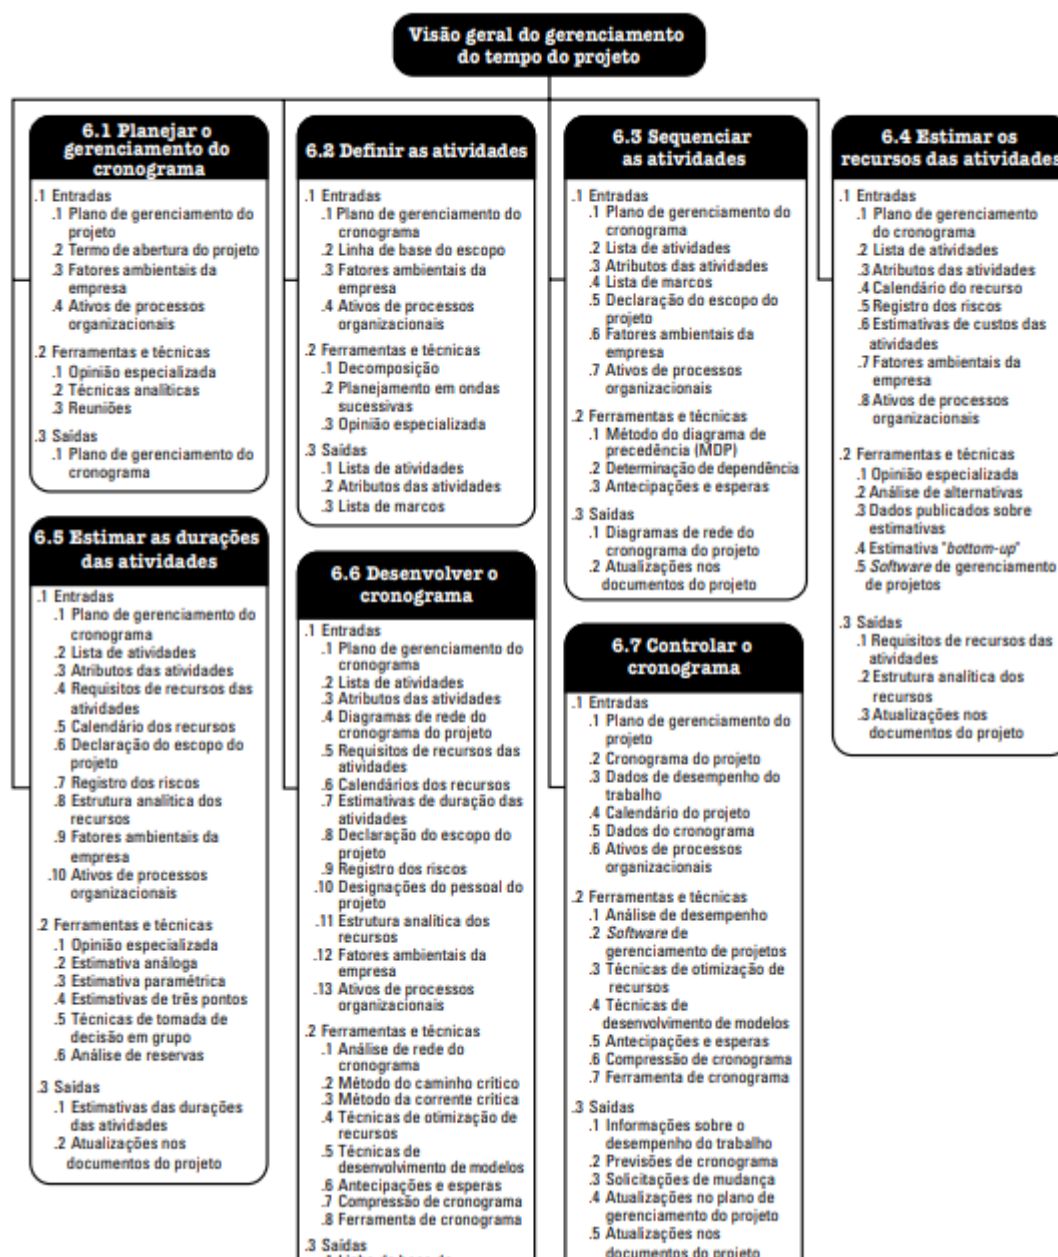 Visão geral do gerenciamento
do tempo do projeto
6.1 Planejar o
gerenciamento do
cronograma
.1 Entradas
.1 Plano de gerenciamento do
projeto
.2 Termo de abertura do projeto
.3 Fatores ambientais da
empresa
.4 Ativos de processos
organizacionais
.2 Ferramentas e técnicas
.1 Opinião especializada
.2 Técnicas analíticas
.3 Reuniões
.3 Saídas
.1 Plano de gerenciamento do
cronograma
6.2 Definir as atividades
.1 Entradas
.1 Plano de gerenciamento do
cronograma
.2 Linha de base do escopo
.3 Fatores ambientais da
empresa
.4 Ativos de processos
organizacionais
.2 Ferramentas e técnicas
.1 Decomposição
.2 Planejamento em ondas
sucessivas
.3 Opinião especializada
.3 Saídas
.1 Lista de atividades
.2 Atributos das atividades
.3 Lista de marcos
6.3 Sequenciar
as atividades
.1 Entradas
.1 Plano de gerenciamento do
cronograma
.2 Lista de atividades
.3 Atributos das atividades
.4 Lista de marcos
.5 Declaração do escopo do
projeto
.6 Fatores ambientais da
empresa
.7 Ativos de processos
organizacionais
.2 Ferramentas e técnicas
.1 Método do diagrama de
precedência (MDP)
.2 Determinação de dependência
.3 Antecipações e esperas
.3 Saídas
.1 Diagramas de rede do
cronograma do projeto
.2 Atualizações nos
documentos do projeto
6.4 Estimar os
recursos das atividades
.1 Entradas
.1 Plano de gerenciamento
do cronograma
.2 Lista de atividades
.3 Atributos das atividades
.4 Calendário do recurso
.5 Registro dos riscos
.6 Estimativas de custos das
atividades
.7 Fatores ambientais da
empresa
.8 Ativos de processos
organizacionais
.2 Ferramentas e técnicas
.1 Opinião especializada
.2 Análise de alternativas
.3 Dados publicados sobre
estimativas
.4 Estimativa "bottom-up"
.5 Software de gerenciamento
de projetos
.3 Saídas
.1 Requisitos de recursos das
atividades
.2 Estrutura analítica dos
recursos
.3 Atualizações nos
documentos do projeto
6.5 Estimar as durações
das atividades
.1 Entradas
.1 Plano de gerenciamento do
cronograma
.2 Lista de atividades
.3 Atributos das atividades
.4 Requisitos de recursos das
atividades
.5 Calendário dos recursos
.6 Declaração do escopo do
projeto
.7 Registro dos riscos
.8 Estrutura analítica dos
recursos
.9 Fatores ambientais da
empresa
.10 Ativos de processos
organizacionais
.2 Ferramentas e técnicas
.1 Opinião especializada
.2 Estimativa análoga
.3 Estimativa paramétrica
.4 Estimativas de três pontos
.5 Técnicas de tomada de
decisão em grupo
.6 Análise de reservas
.3 Saídas
.1 Estimativas das durações
das atividades
.2 Atualizações nos
documentos do projeto
6.6 Desenvolver o
cronograma
.1 Entradas
.1 Plano de gerenciamento do
cronograma
.2 Lista de atividades
.3 Atributos das atividades
.4 Diagramas de rede do
cronograma do projeto
.5 Requisitos de recursos das
atividades
.6 Calendários dos recursos
.7 Estimativas de duração das
atividades
.8 Declaração do escopo do
projeto
.9 Registro dos riscos
.10 Designações do pessoal do
projeto
.11 Estrutura analítica dos
recursos
.12 Fatores ambientais da
empresa
.13 Ativos de processos
organizacionais
.2 Ferramentas e técnicas
.1 Análise de rede do
cronograma
.2 Método do caminho crítico
.3 Método da corrente crítica
.4 Técnicas de otimização de
recursos
.5 Técnicas de
desenvolvimento de modelos
.6 Antecipações e esperas
.7 Compressão de cronograma
.8 Ferramenta de cronograma
.3 Saídas
6.7 Controlar o
cronograma
.1 Entradas
.1 Plano de gerenciamento do
projeto
.2 Cronograma do projeto
.3 Dados de desempenho do
trabalho
.4 Calendário do projeto
.5 Dados do cronograma
.6 Ativos de processos
organizacionais
.2 Ferramentas e técnicas
.1 Análise de desempenho
.2 Software de
gerenciamento de projetos
.3 Técnicas de otimização de
recursos
.4 Técnicas de
desenvolvimento de modelos
.5 Antecipações e esperas
.6 Compressão de cronograma
.7 Ferramenta de cronograma
.3 Saídas
.1 Informações sobre o
desempenho do trabalho
.2 Previsões de cronograma
.3 Solicitações de mudança
.4 Atualizações no plano de
gerenciamento do projeto
.5 Atualizações nos
documentos do projeto